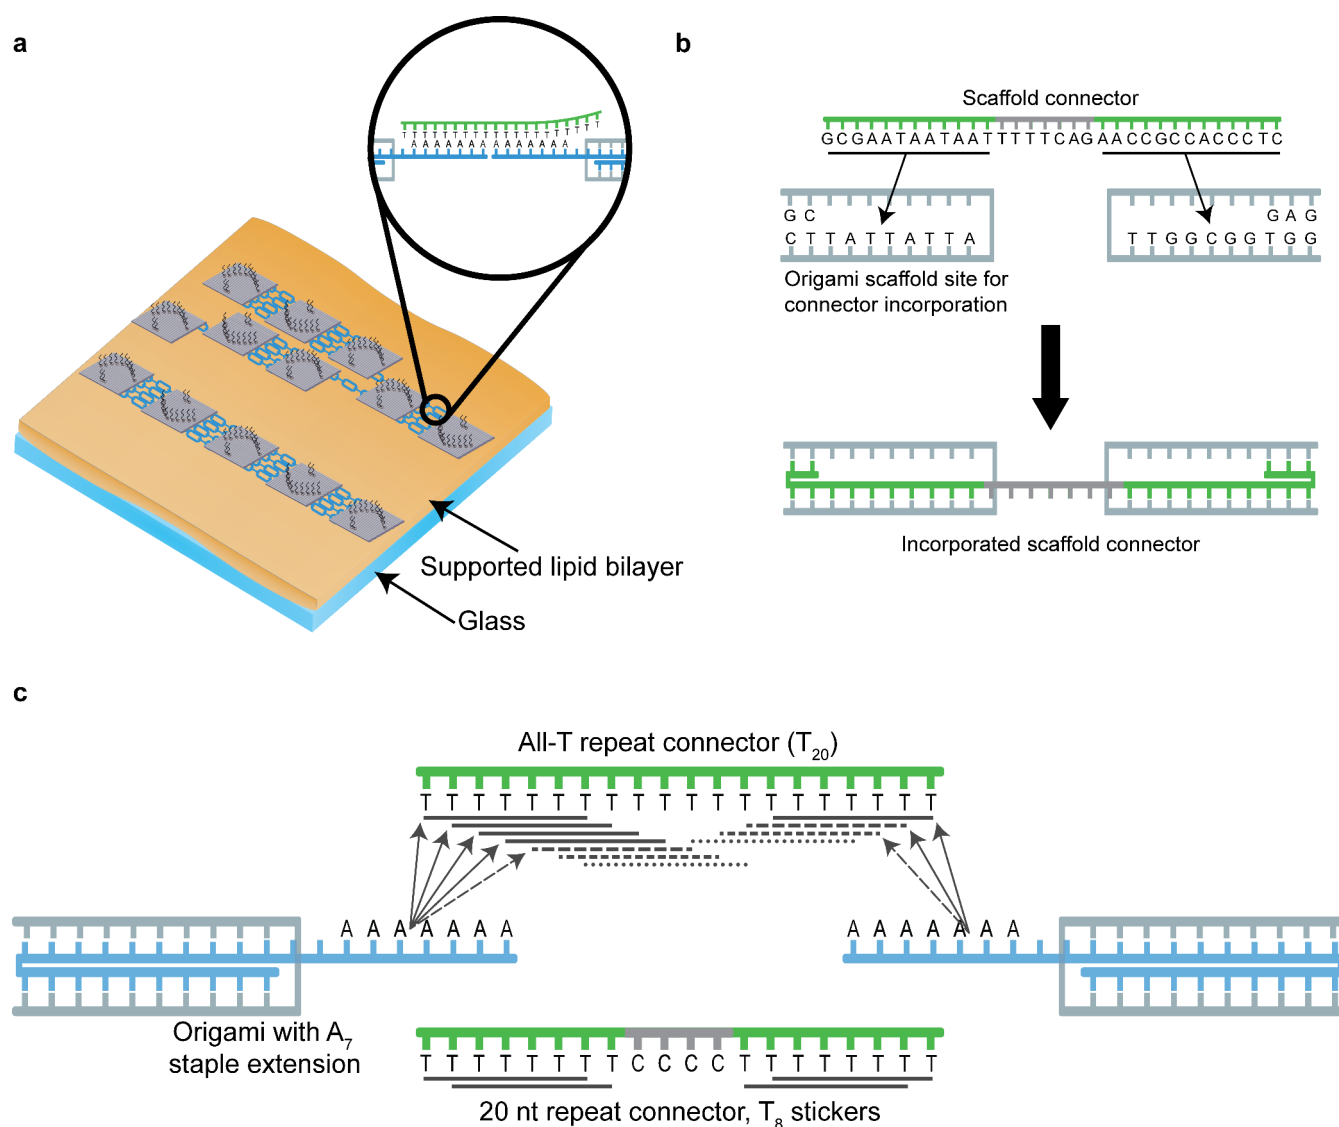 a
TTTTTTTTTTTTTTTTTTTT
AAAAAAA AAAAAAA
Supported lipid bilayer
Glass
b
Scaffold connector
GCGAATAATAATTTTTCAGAACCGCCACCCTC
GC
GAG
CTTATTATTA
TTGGCGGTGG
Origami scaffold site for
connector incorporation
Incorporated scaffold connector
c
All-T repeat connector (T20)
T T T T T T T T T T T T T T T T T T T T
A A A A A A A
A A A A A A A
Origami with A7
staple extension
T T T T T T T T C C C C T T T T T T T T
20 nt repeat connector, T8 stickers